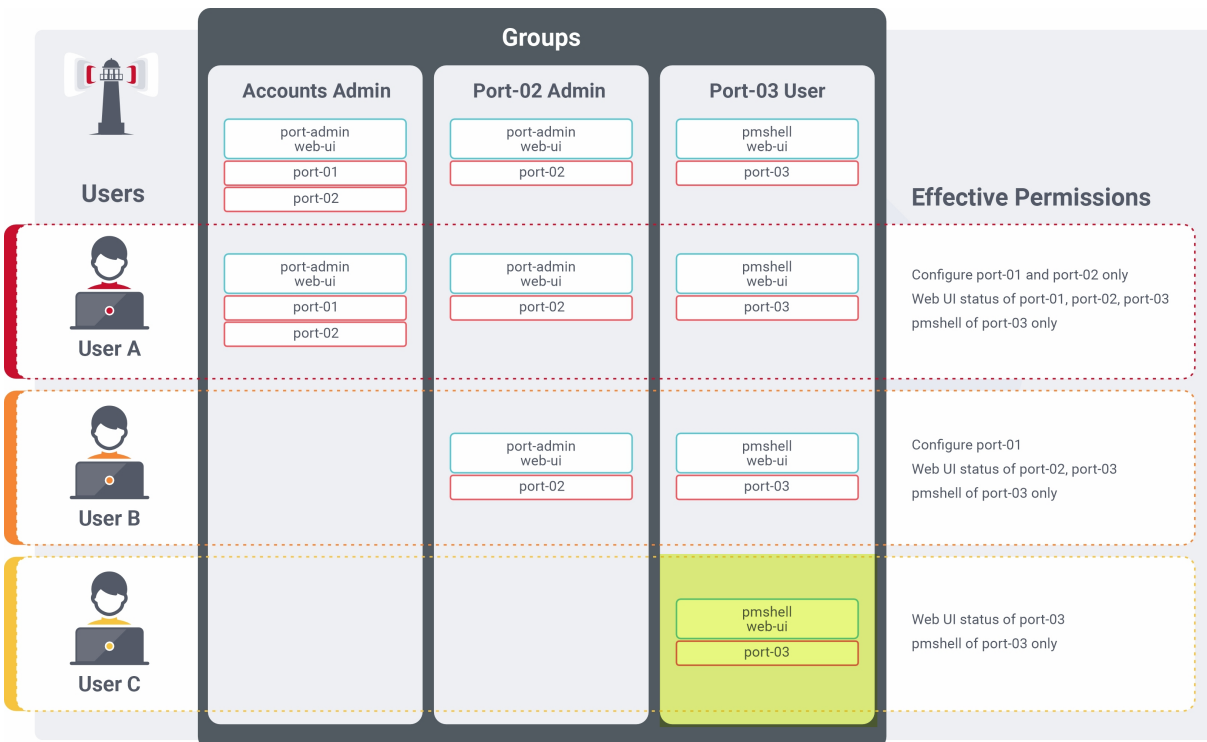 Groups
Accounts Admin
port-admin
web-ui
port-01
port-02
Port-02 Admin
port-admin
web-ui
port-02
Port-03 User
pmshell
web-ui
port-03
Users
Effective Permissions
User A
port-admin
web-ui
port-01
port-02
port-admin
web-ui
port-02
pmshell
web-ui
port-03
Configure port-01 and port-02 only
Web UI status of port-01, port-02, port-03
pmshell of port-03 only
User B
port-admin
web-ui
port-02
pmshell
web-ui
port-03
Configure port-01
Web UI status of port-02, port-03
pmshell of port-03 only
User C
pmshell
web-ui
port-03
Web UI status of port-03
pmshell of port-03 only